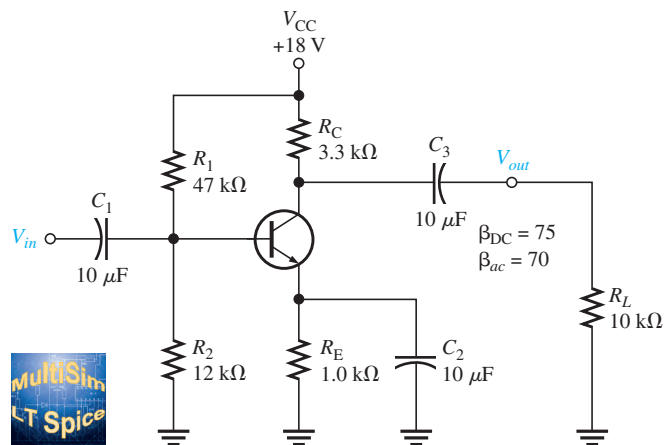 V_CC
+18 V
R_C
3.3 kΩ
R_1
47 kΩ
C_3
10 μF
V_out
C_1
10 μF
V_in
β_DC = 75
β_ac = 70
R_L
10 kΩ
R_2
12 kΩ
R_E
1.0 kΩ
C_2
10 μF
MultiSim
LT Spice